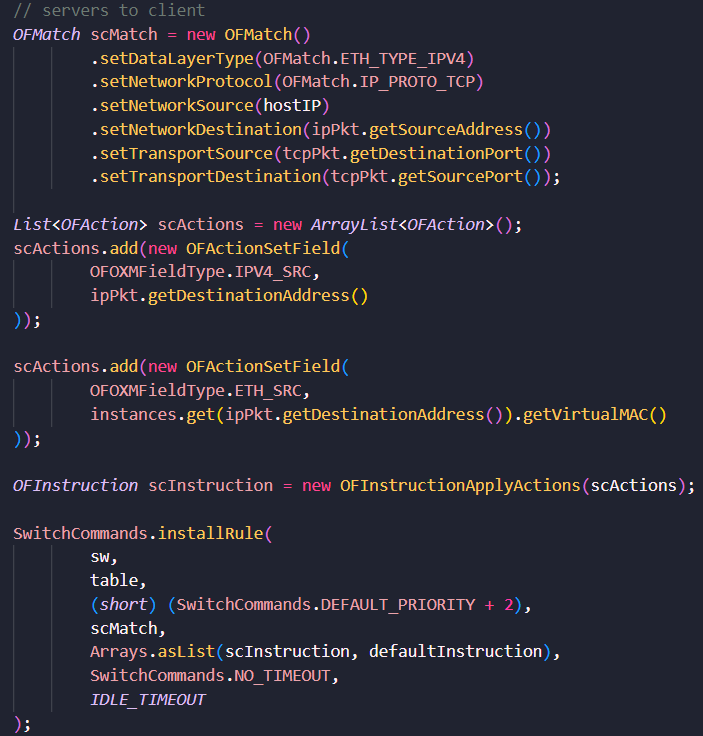 // servers to client
OFMatch scMatch = new OFMatch()
        .setDataLayerType(OFMatch.ETH_TYPE_IPV4)
        .setNetworkProtocol(OFMatch.IP_PROTO_TCP)
        .setNetworkSource(hostIP)
        .setNetworkDestination(ipPkt.getSourceAddress())
        .setTransportSource(tcpPkt.getDestinationPort())
        .setTransportDestination(tcpPkt.getSourcePort());

List<OFAction> scActions = new ArrayList<OFAction>();
scActions.add(new OFActionSetField(
        OFOXMFieldType.IPV4_SRC,
        ipPkt.getDestinationAddress()
));

scActions.add(new OFActionSetField(
        OFOXMFieldType.ETH_SRC,
        instances.get(ipPkt.getDestinationAddress()).getVirtualMAC()
));

OFInstruction scInstruction = new OFInstructionApplyActions(scActions);

SwitchCommands.installRule(
        sw,
        table,
        (short) (SwitchCommands.DEFAULT_PRIORITY + 2),
        scMatch,
        Arrays.asList(scInstruction, defaultInstruction),
        SwitchCommands.NO_TIMEOUT,
        IDLE_TIMEOUT
);